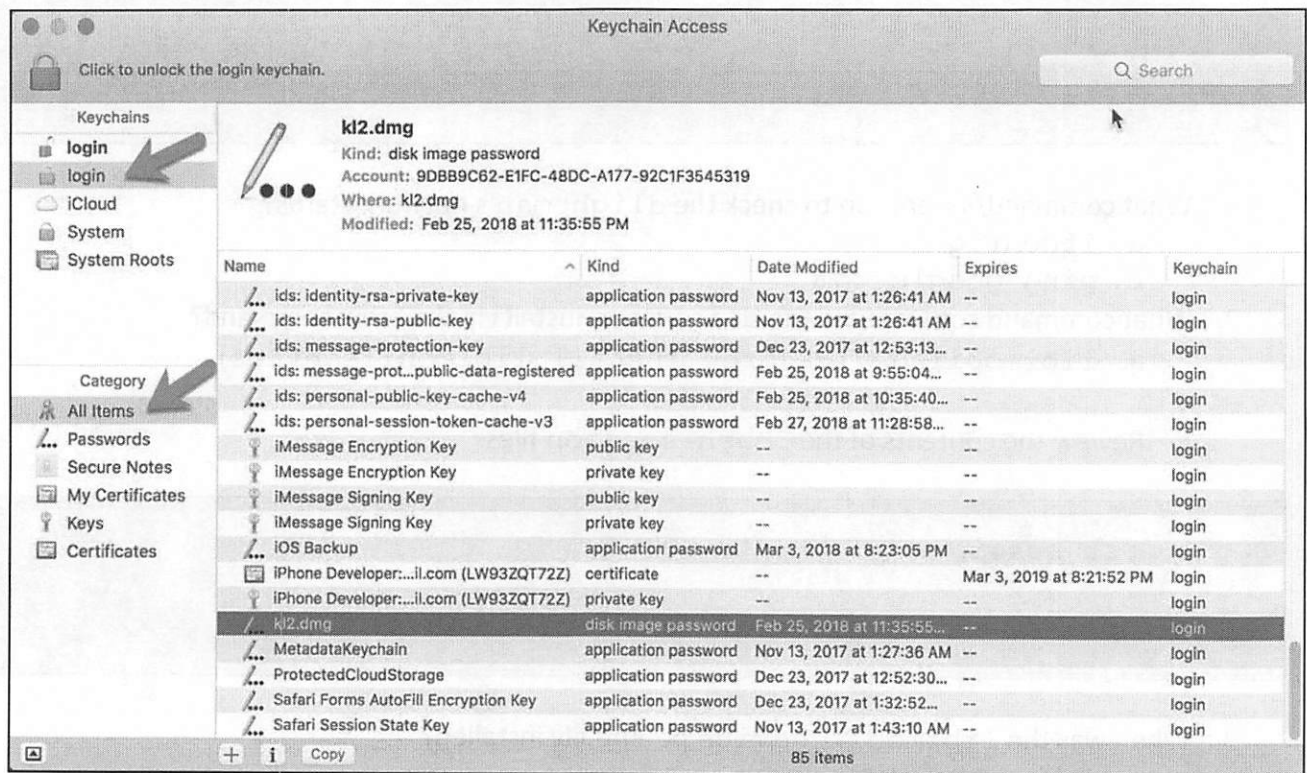 Keychain Access
Click to unlock the login keychain.
Search
Keychains
login
login
iCloud
System
System Roots
Category
All Items
Passwords
Secure Notes
My Certificates
Keys
Certificates
kl2.dmg
Kind: disk image password
Account: 9DBB9C62-E1FC-48DC-A177-92C1F3545319
Where: kl2.dmg
Modified: Feb 25, 2018 at 11:35:55 PM
Name Kind Date Modified Expires Keychain
ids: identity-rsa-private-key application password Nov 13, 2017 at 1:26:41 AM -- login
ids: identity-rsa-public-key application password Nov 13, 2017 at 1:26:41 AM -- login
ids: message-protection-key application password Dec 23, 2017 at 12:53:13... -- login
ids: message-prot...public-data-registered application password Feb 25, 2018 at 9:55:04... -- login
ids: personal-public-key-cache-v4 application password Feb 25, 2018 at 10:35:40... -- login
ids: personal-session-token-cache-v3 application password Feb 27, 2018 at 11:28:58... -- login
iMessage Encryption Key public key -- -- login
iMessage Encryption Key private key -- -- login
iMessage Signing Key public key -- -- login
iMessage Signing Key private key -- -- login
iOS Backup application password Mar 3, 2018 at 8:23:05 PM -- login
iPhone Developer:...il.com (LW93ZQT72Z) certificate -- Mar 3, 2019 at 8:21:52 PM login
iPhone Developer:...il.com (LW93ZQT72Z) private key -- -- login
kl2.dmg disk image password Feb 25, 2018 at 11:35:55... -- login
MetadataKeychain application password Nov 13, 2017 at 1:27:36 AM -- login
ProtectedCloudStorage application password Dec 23, 2017 at 12:52:30... -- login
Safari Forms AutoFill Encryption Key application password Dec 23, 2017 at 1:32:52... -- login
Safari Session State Key application password Nov 13, 2017 at 1:43:10 AM -- login
+ i Copy 85 items